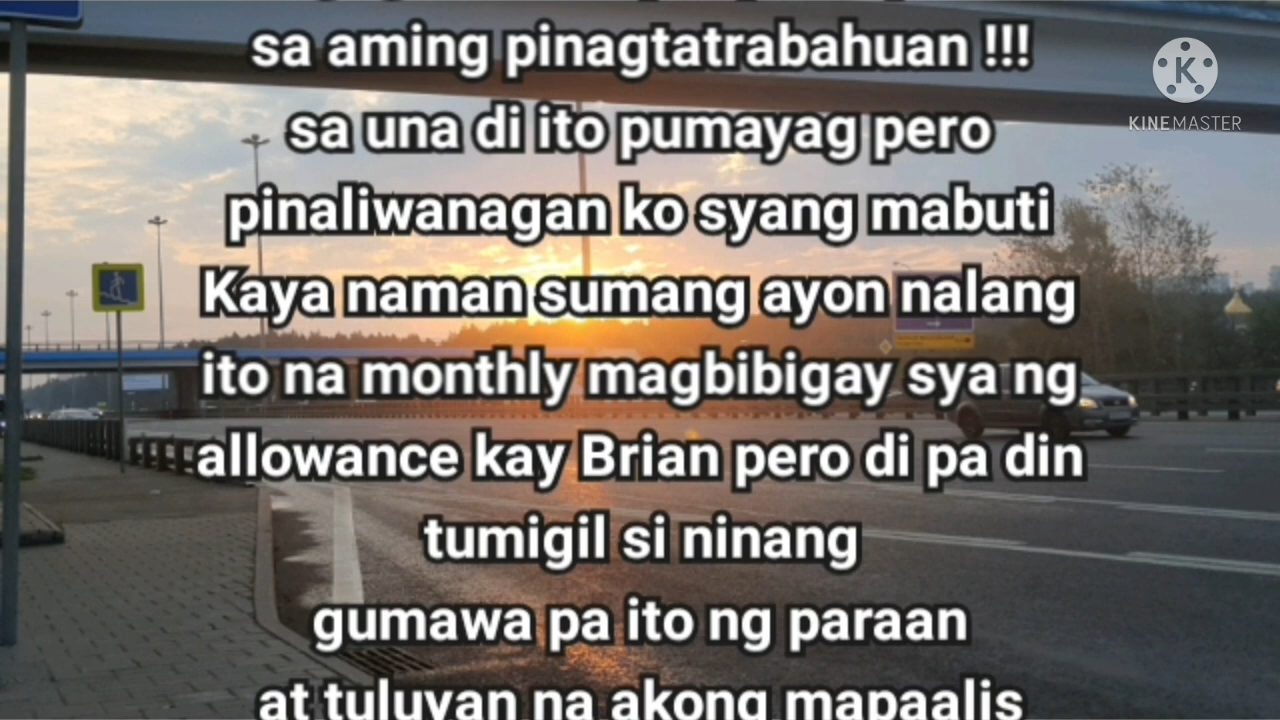 sa aming pinagtatrabahuan !!!
sa una di ito pumayag pero
pinaliwanagan ko syang mabuti
Kaya naman sumang ayon nalang
ito na monthly magbibigay sya ng
allowance kay Brian pero di pa din
tumigil si ninang
gumawa pa ito ng paraan
at tuluyan na akong mapaalis
K
KINEMASTER